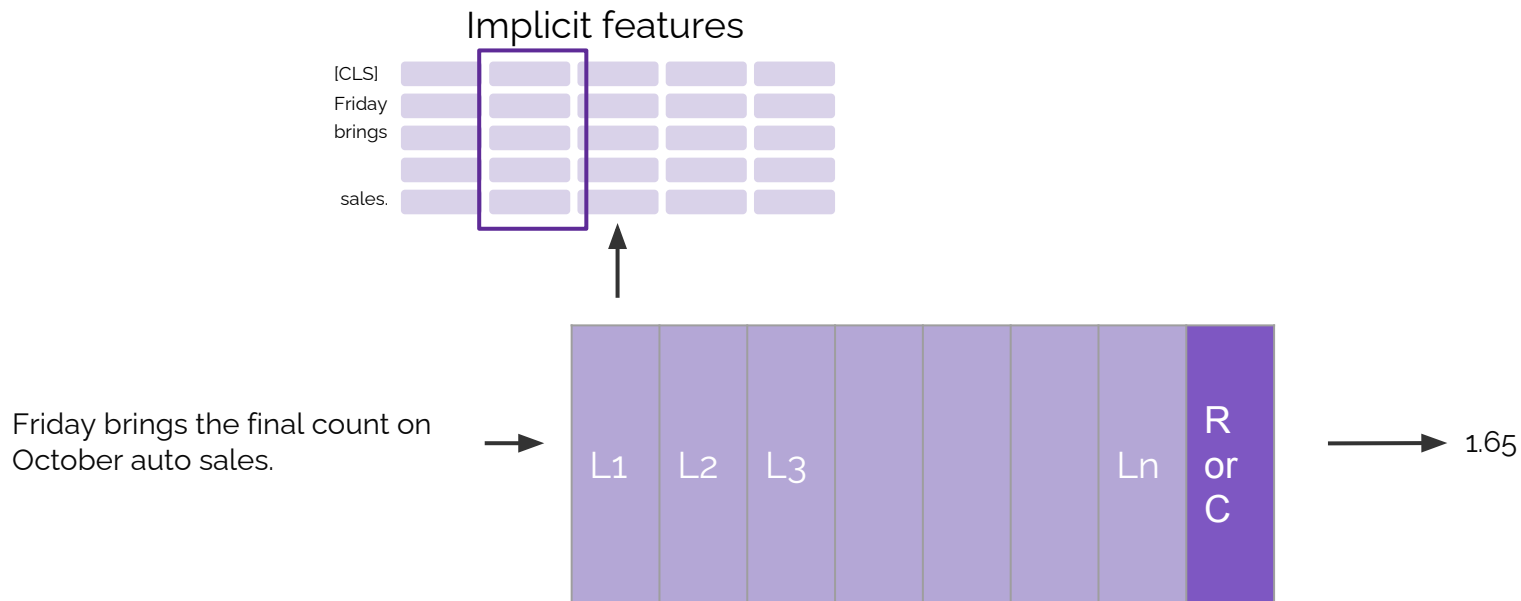 Implicit features
[CLS]
Friday
brings
sales.
Friday brings the final count on
October auto sales.
L1
L2
L3
Ln
R
or
C
1.65